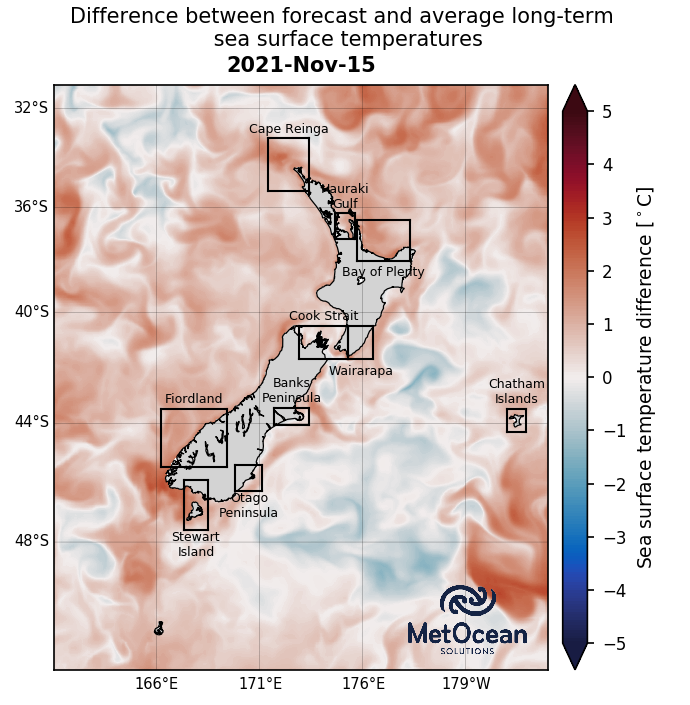 Difference between forecast and average long-term
sea surface temperatures
2021-Nov-15
32°S
36°S
40°S
44°S
48°S
166°E
171°E
176°E
179°W
Cape Reinga
Hauraki
Gulf
Bay of Plenty
Cook Strait
Wairarapa
Banks
Peninsula
Fiordland
Chatham
Islands
Otago
Peninsula
Stewart
Island
MetOcean
SOLUTIONS
5
4
3
2
1
0
−1
−2
−3
−4
−5
Sea surface temperature difference [°C]